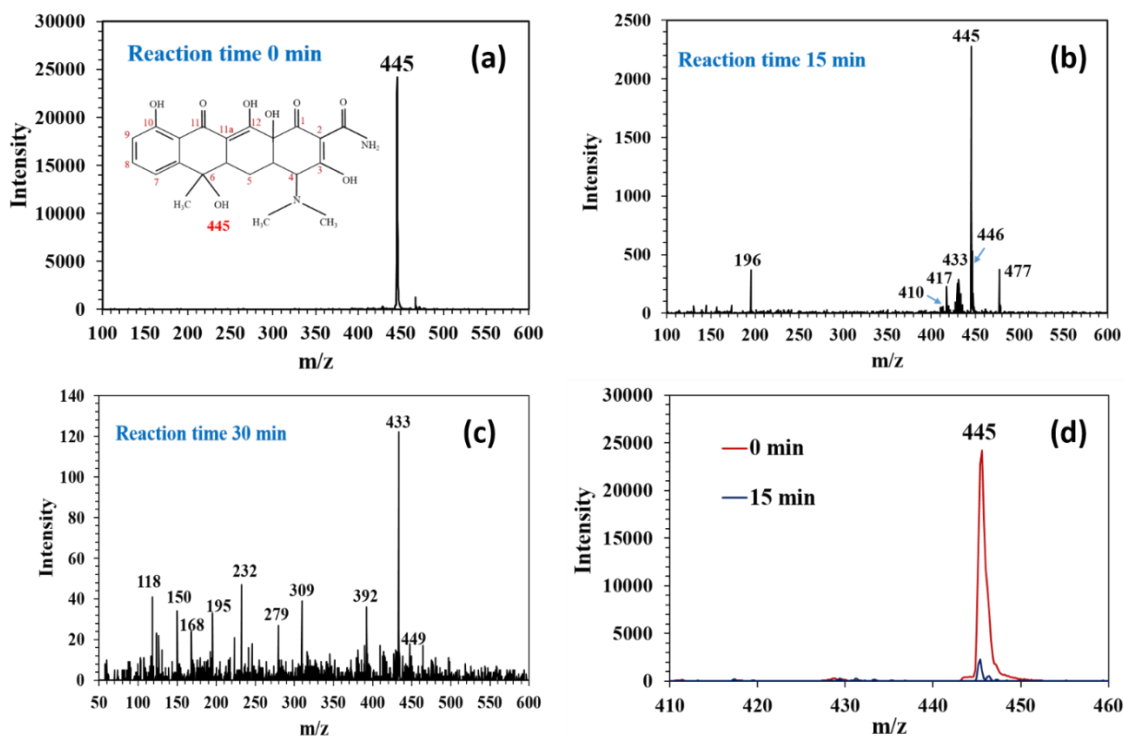 Reaction time 0 min
(a)
445
30000
25000
20000
15000
10000
5000
0
Intensity
OH
O
OH
OH
O
O
NH₂
OH
10
11
11a
12
1
2
3
4
5
6
7
8
9
H₃C
OH
N
H₃C
CH₃
445
100 150 200 250 300 350 400 450 500 550 600
m/z
Reaction time 15 min
(b)
2500
2000
1500
1000
500
0
Intensity
445
196
410
417
433
446
477
100 150 200 250 300 350 400 450 500 550 600
m/z
Reaction time 30 min
(c)
140
120
100
80
60
40
20
0
Intensity
118
150
168
195
232
279
309
392
433
449
50 100 150 200 250 300 350 400 450 500 550 600
m/z
(d)
445
0 min
15 min
30000
25000
20000
15000
10000
5000
0
Intensity
410 420 430 440 450 460
m/z